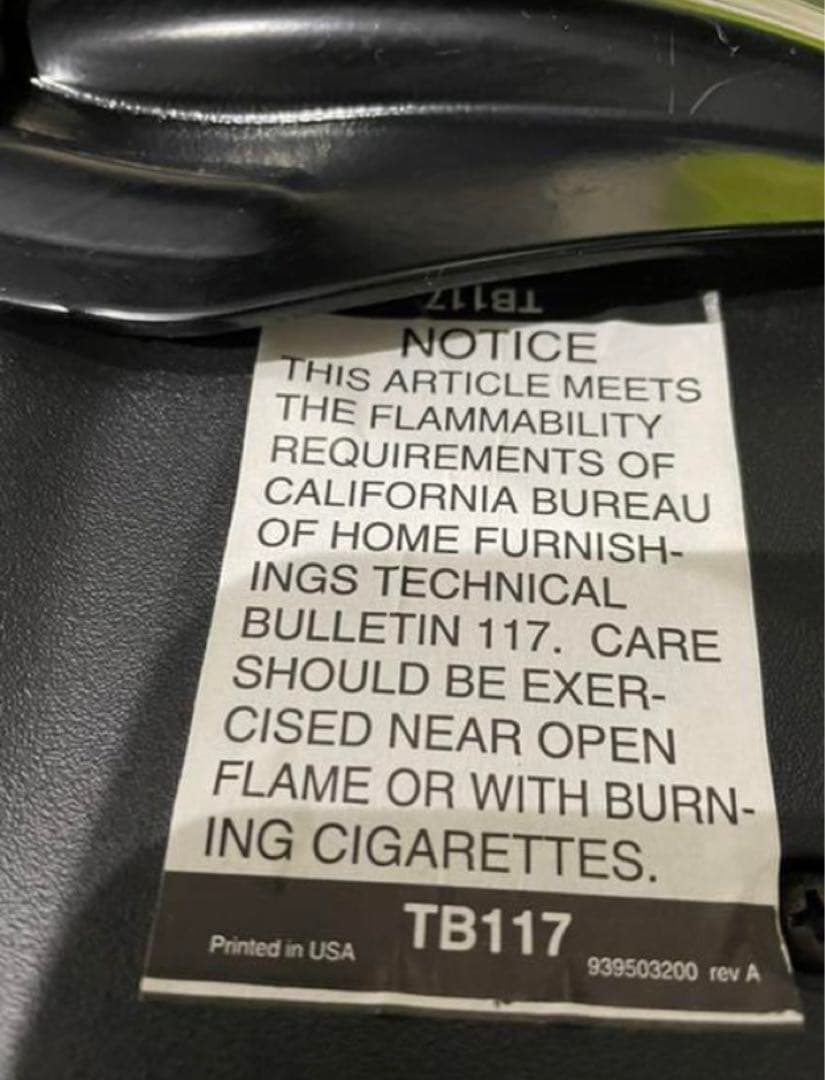 TB117
NOTICE
THIS ARTICLE MEETS
THE FLAMMABILITY
REQUIREMENTS OF
CALIFORNIA BUREAU
OF HOME FURNISH-
INGS TECHNICAL
BULLETIN 117. CARE
SHOULD BE EXER-
CISED NEAR OPEN
FLAME OR WITH BURN-
ING CIGARETTES.
Printed in USA TB117 939503200 rev A